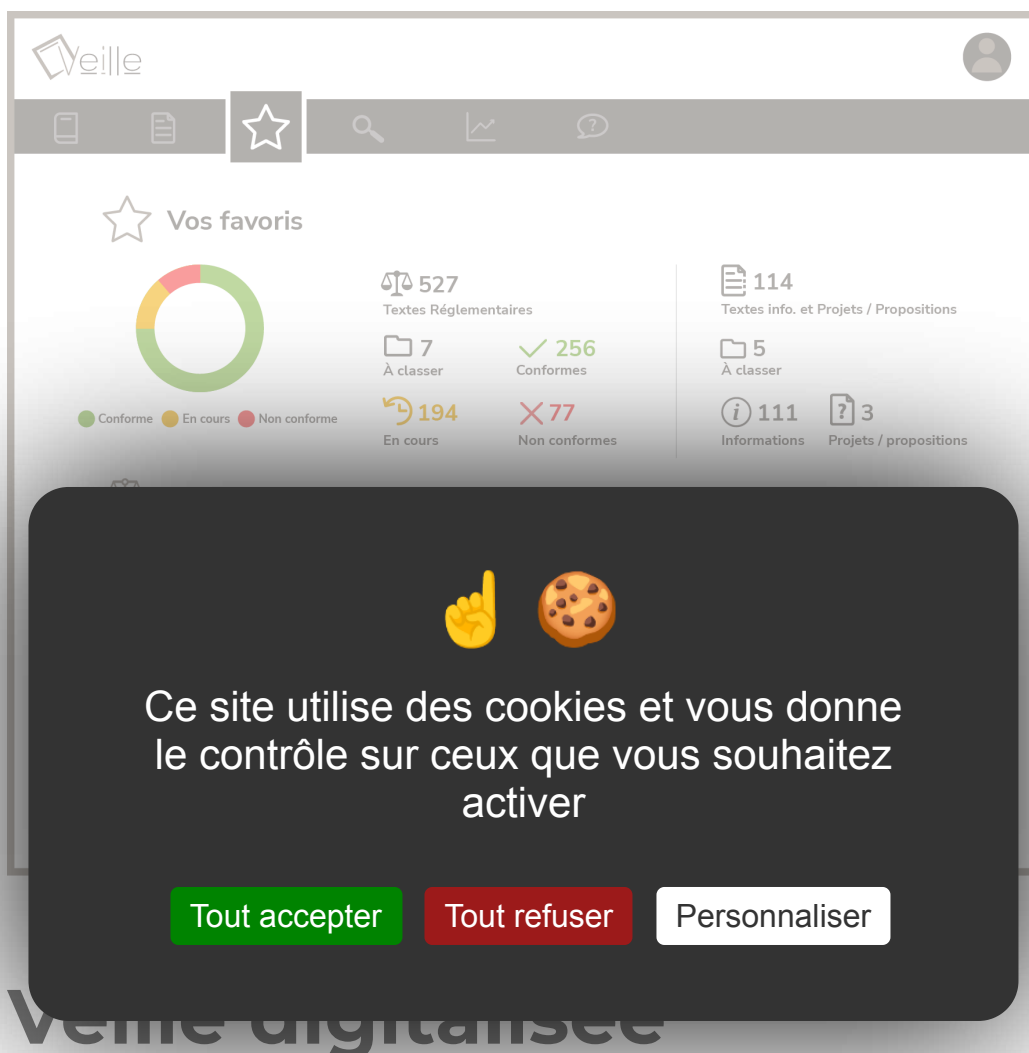 Veille
Vos favoris
527
Textes Réglementaires
7
À classer
256
Conformes
194
En cours
77
Non conformes
114
Textes info. et Projets / Propositions
5
À classer
111
Informations
3
Projets / propositions
Conforme En cours Non conforme
Ce site utilise des cookies et vous donne
le contrôle sur ceux que vous souhaitez
activer
Tout accepter
Tout refuser
Personnaliser
Veille digitalisée